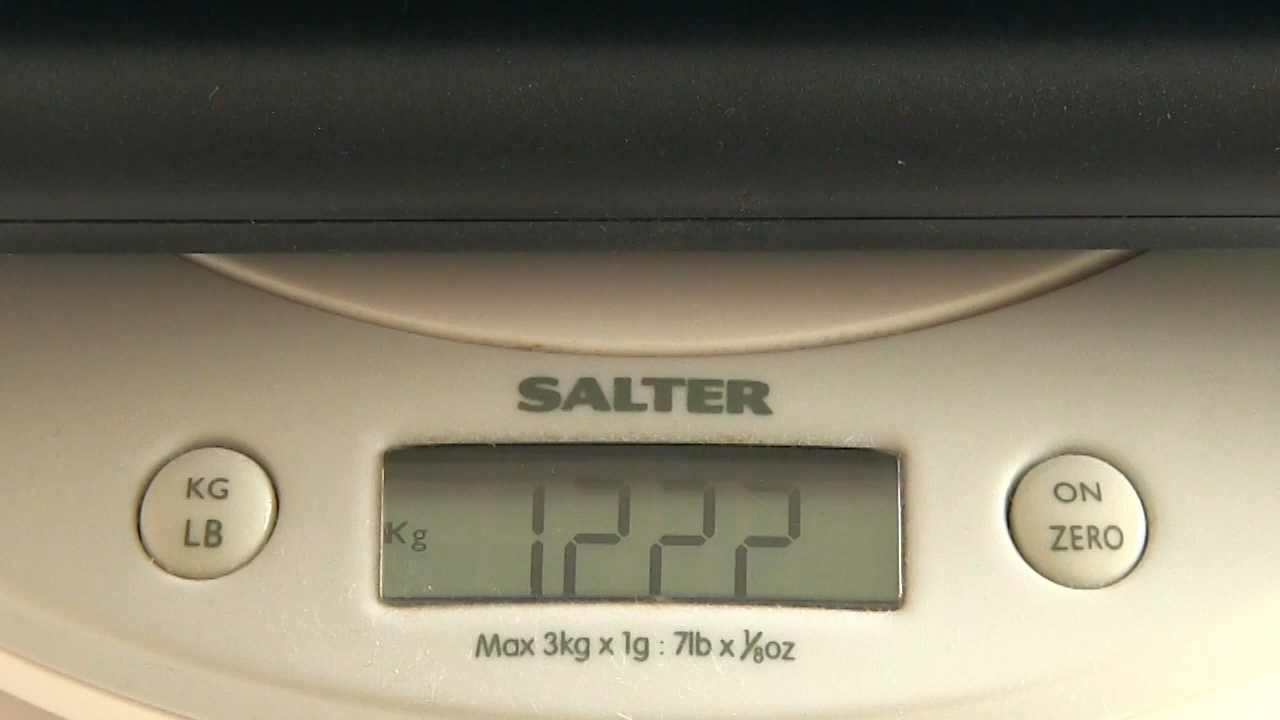 SALTER
KG
LB
Kg 1222
ON
ZERO
Max 3kg x 1g : 7lb x ⅛oz